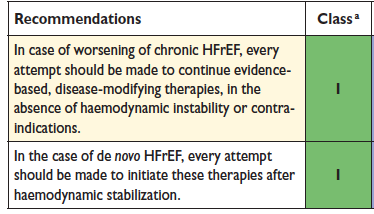 Recommendations Class a
In case of worsening of chronic HFrEF, every
attempt should be made to continue evidence-
based, disease-modifying therapies, in the
absence of haemodynamic instability or contra-
indications.
I
In the case of de novo HFrEF, every attempt
should be made to initiate these therapies after
haemodynamic stabilization.
I